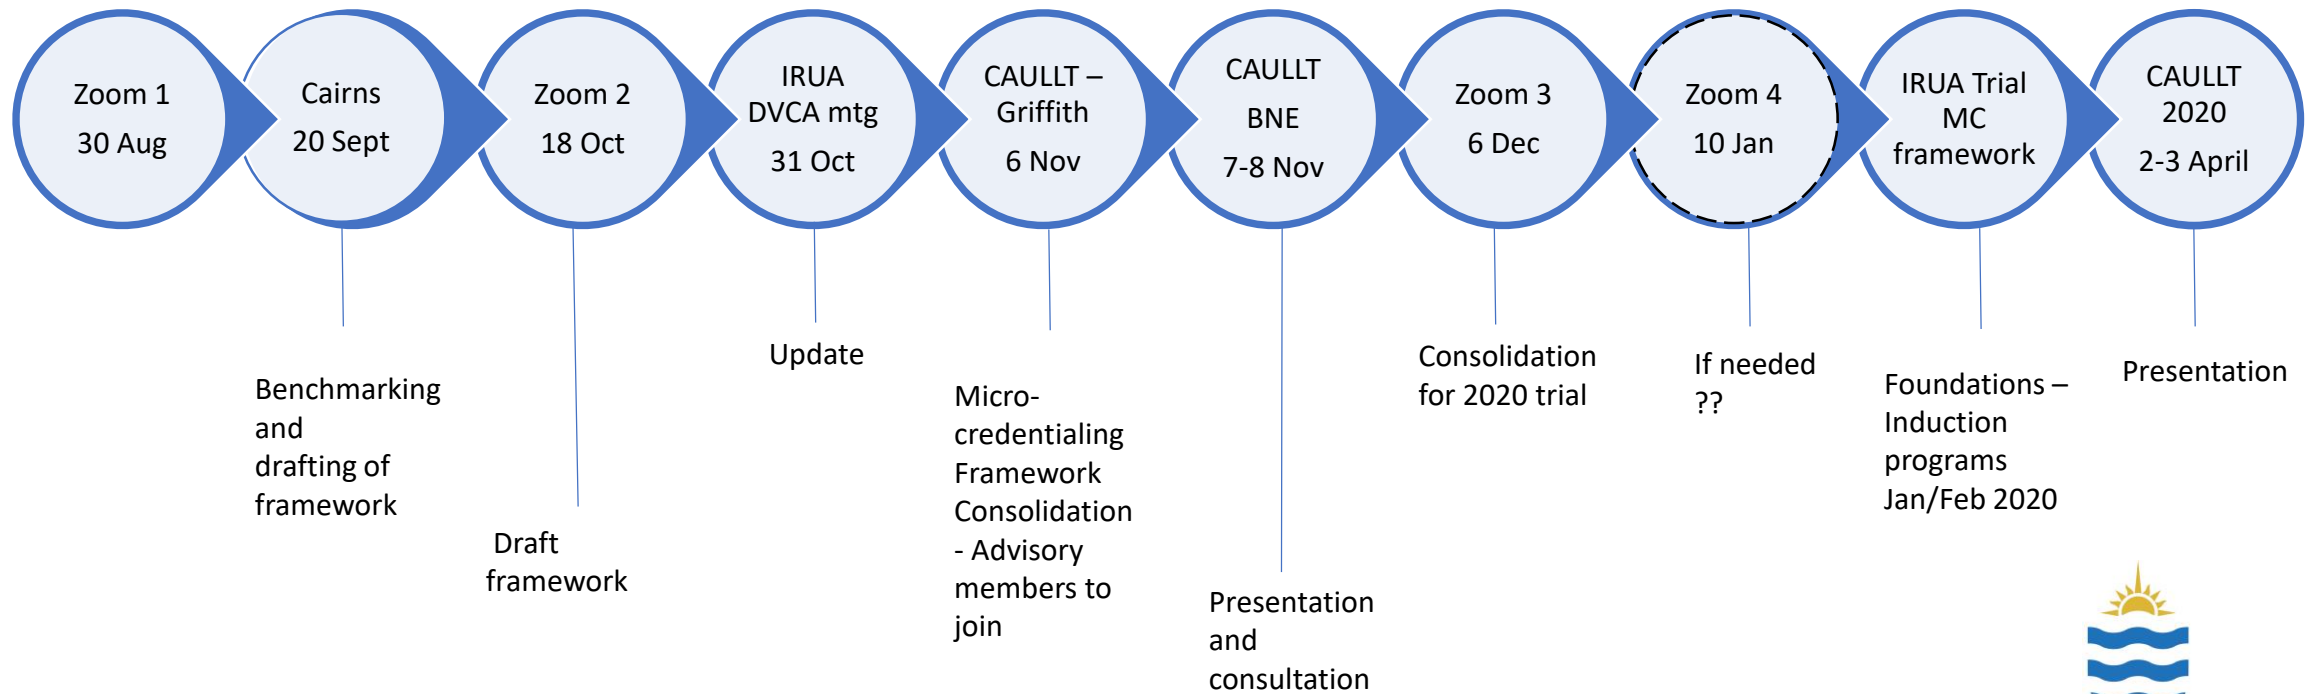 Zoom 1
30 Aug
Cairns
20 Sept
Zoom 2
18 Oct
IRUA
DVCA mtg
31 Oct
CAULLT –
Griffith
6 Nov
CAULLT
BNE
7-8 Nov
Zoom 3
6 Dec
Zoom 4
10 Jan
IRUA Trial
MC
framework
CAULLT
2020
2-3 April
Benchmarking
and
drafting of
framework
Draft
framework
Update
Micro-
credentialing
Framework
Consolidation
- Advisory
members to
join
Presentation
and
consultation
Consolidation
for 2020 trial
If needed
??
Foundations –
Induction
programs
Jan/Feb 2020
Presentation